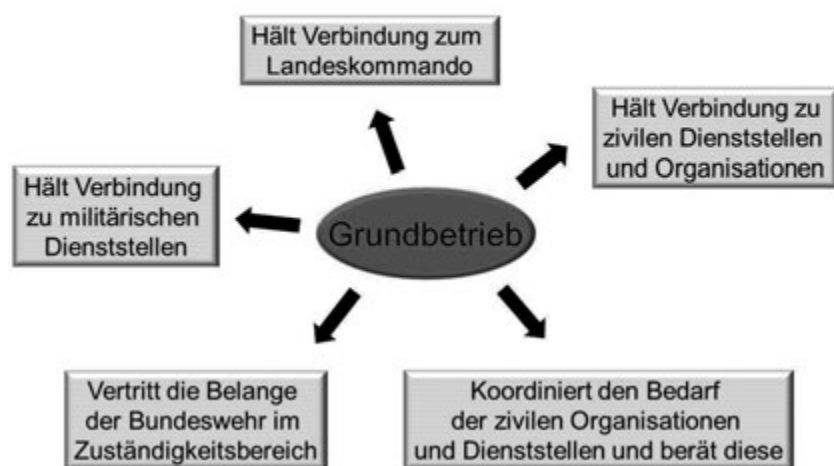 Hält Verbindung zum
Landeskommando
Hält Verbindung zu
zivilen Dienststellen
und Organisationen
Hält Verbindung
zu militärischen
Dienststellen
Grundbetrieb
Vertritt die Belange
der Bundeswehr im
Zuständigkeitsbereich
Koordiniert den Bedarf
der zivilen Organisationen
und Dienststellen und berät diese